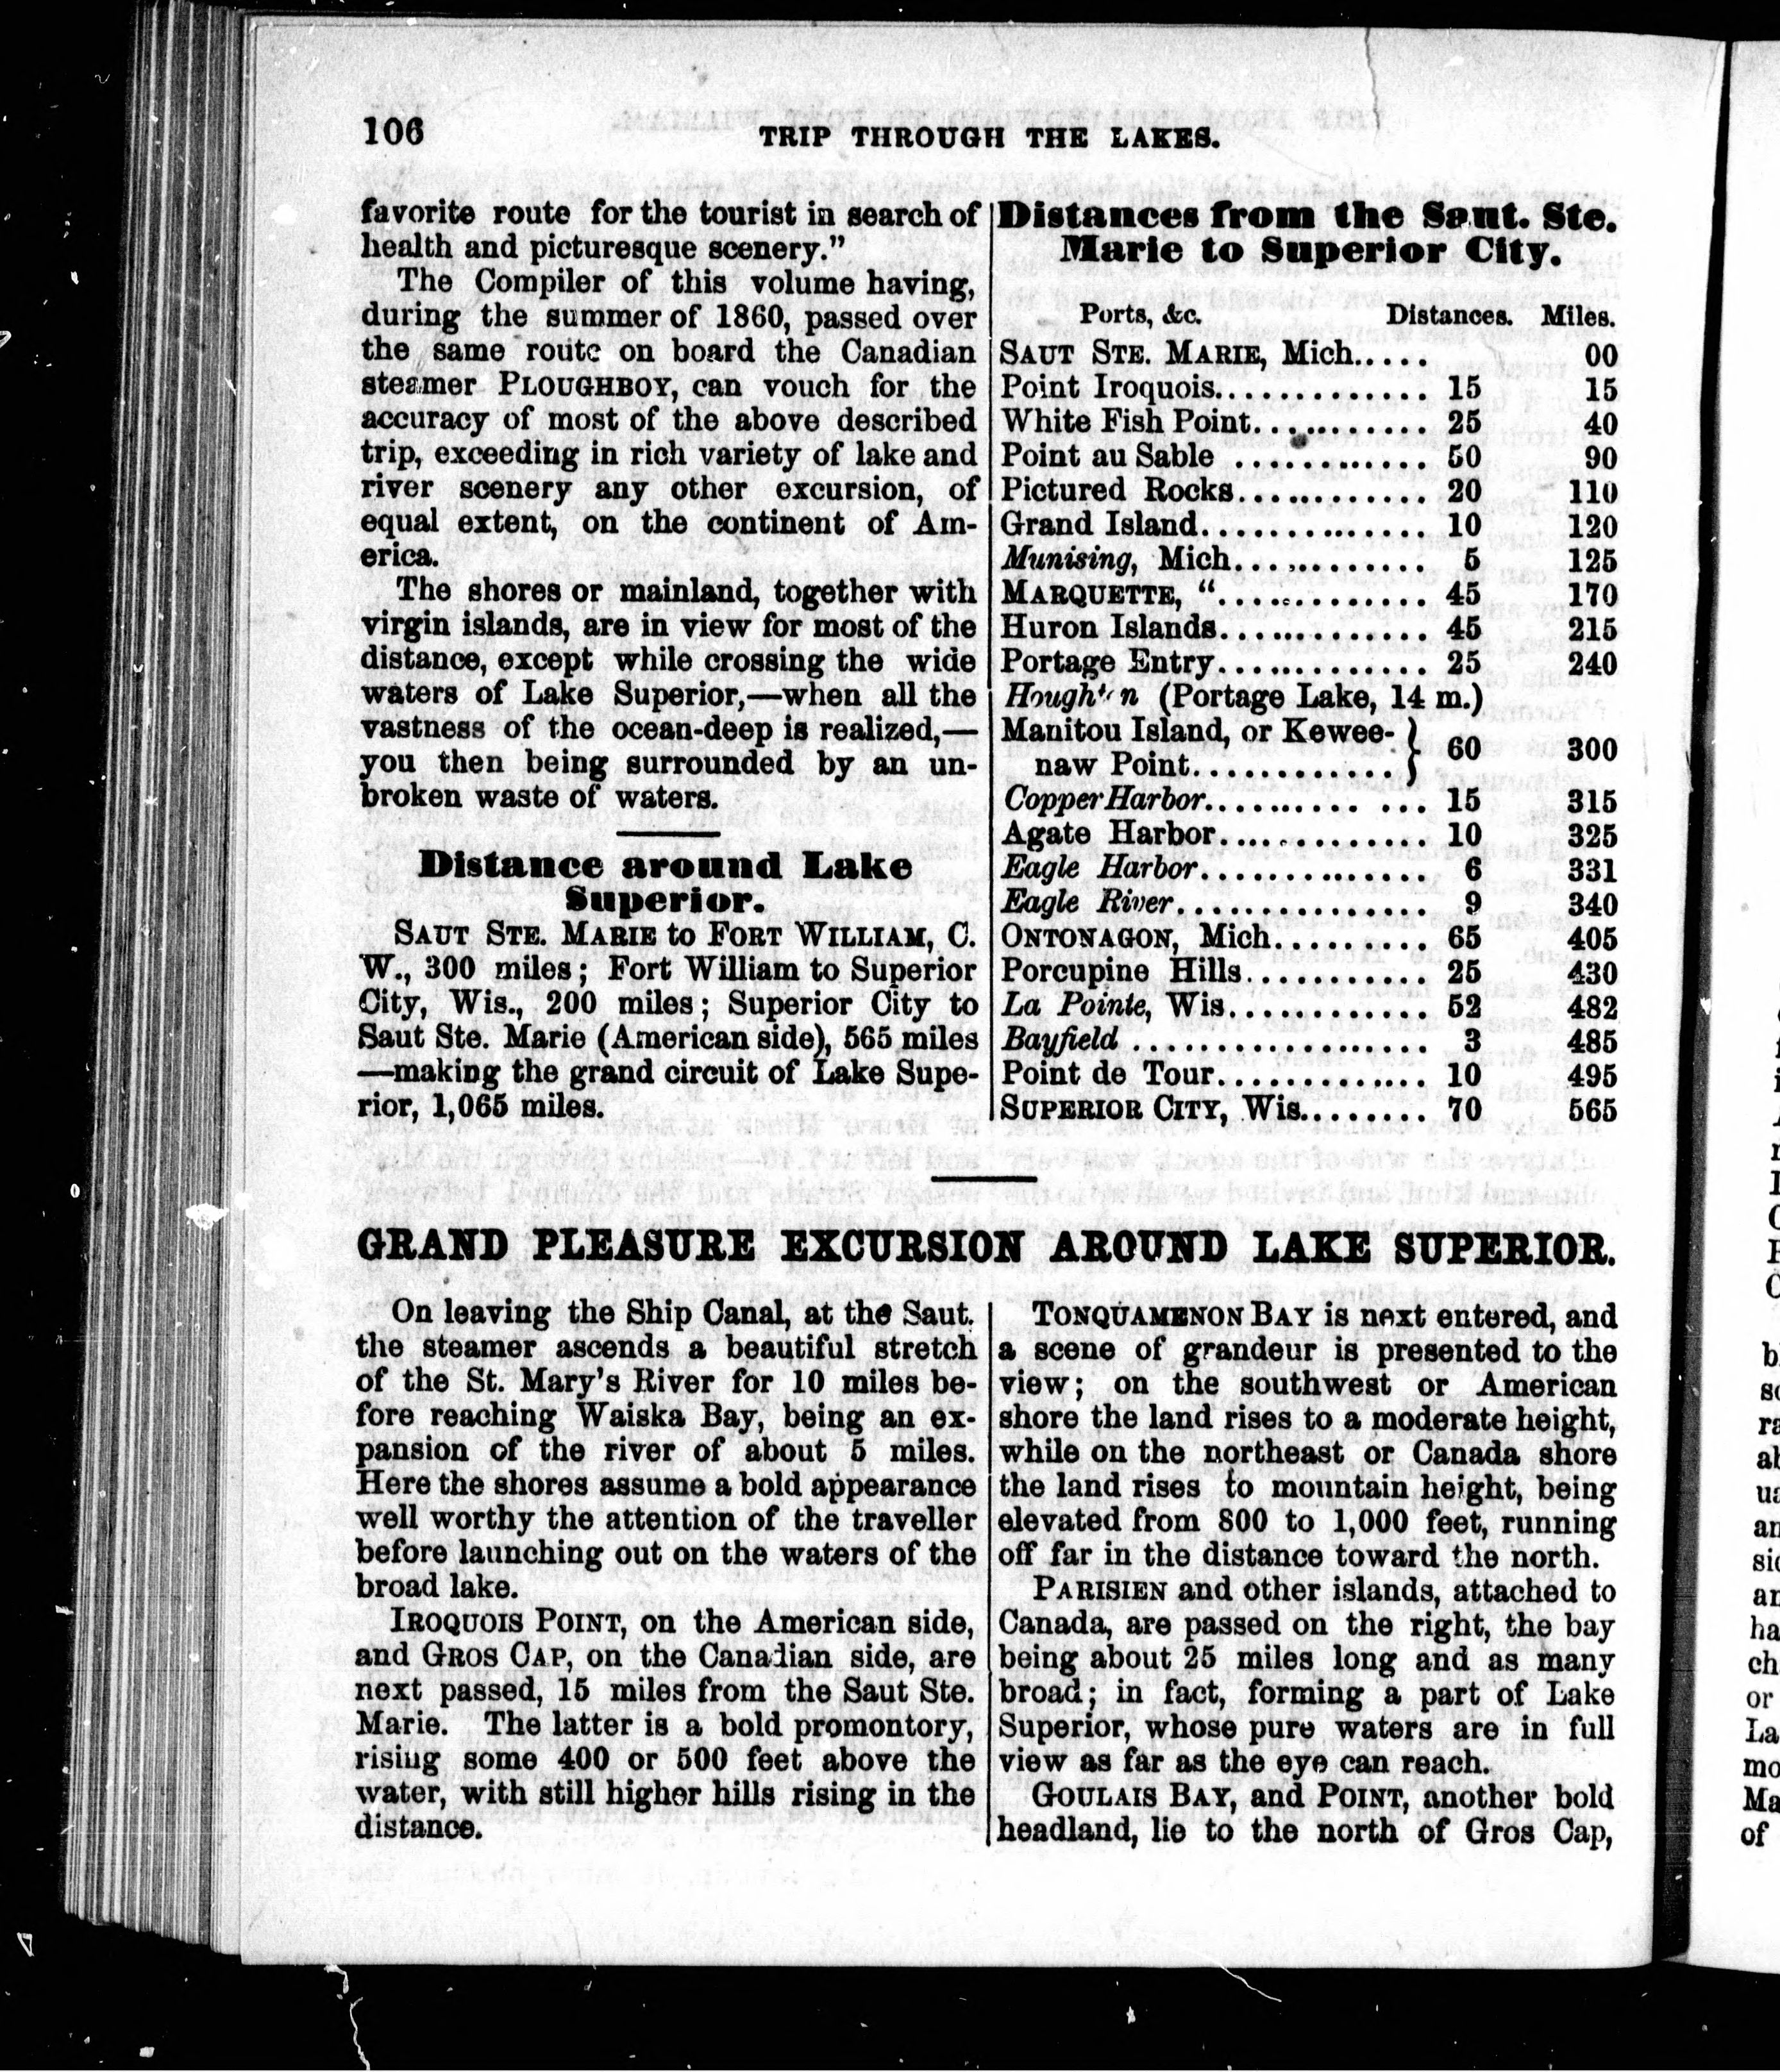 106
TRIP THROUGH THE LAKES.
favorite route for the tourist in search of
health and picturesque scenery.”
The Compiler of this volume having,
during the summer of 1860, passed over
the same route on board the Canadian
steamer PLOUGHBOY, can vouch for the
accuracy of most of the above described
trip, exceeding in rich variety of lake and
river scenery any other excursion, of
equal extent, on the continent of Am-
erica.
The shores or mainland, together with
virgin islands, are in view for most of the
distance, except while crossing the wide
waters of Lake Superior,—when all the
vastness of the ocean-deep is realized,—
you then being surrounded by an un-
broken waste of waters.
Distance around Lake
Superior.
SAUT STE. MARIE to FORT WILLIAM, C.
W., 300 miles; Fort William to Superior
City, Wis., 200 miles; Superior City to
Saut Ste. Marie (American side), 565 miles
—making the grand circuit of Lake Supe-
rior, 1,065 miles.
Distances from the Saut. Ste.
Marie to Superior City.
Ports, &c. Distances. Miles.
SAUT STE. MARIE, Mich..... 00
Point Iroquois............. 15 15
White Fish Point............ 25 40
Point au Sable ............. 50 90
Pictured Rocks............. 20 110
Grand Island............... 10 120
Munising, Mich............. 5 125
MARQUETTE, “.............. 45 170
Huron Islands.............. 45 215
Portage Entry.............. 25 240
Houghton (Portage Lake, 14 m.)
Manitou Island, or Kewee- }
naw Point............. } 60 300
Copper Harbor............... 15 315
Agate Harbor............... 10 325
Eagle Harbor............... 6 331
Eagle River................ 9 340
ONTONAGON, Mich.......... 65 405
Porcupine Hills............ 25 430
La Pointe, Wis............. 52 482
Bayfield .................. 3 485
Point de Tour.............. 10 495
SUPERIOR CITY, Wis........ 70 565
GRAND PLEASURE EXCURSION AROUND LAKE SUPERIOR.
On leaving the Ship Canal, at the Saut.
the steamer ascends a beautiful stretch
of the St. Mary’s River for 10 miles be-
fore reaching Waiska Bay, being an ex-
pansion of the river of about 5 miles.
Here the shores assume a bold appearance
well worthy the attention of the traveller
before launching out on the waters of the
broad lake.
IROQUOIS POINT, on the American side,
and GROS CAP, on the Canadian side, are
next passed, 15 miles from the Saut Ste.
Marie. The latter is a bold promontory,
rising some 400 or 500 feet above the
water, with still higher hills rising in the
distance.
TONQUAMENON BAY is next entered, and
a scene of grandeur is presented to the
view; on the southwest or American
shore the land rises to a moderate height,
while on the northeast or Canada shore
the land rises to mountain height, being
elevated from 800 to 1,000 feet, running
off far in the distance toward the north.
PARISIEN and other islands, attached to
Canada, are passed on the right, the bay
being about 25 miles long and as many
broad; in fact, forming a part of Lake
Superior, whose pure waters are in full
view as far as the eye can reach.
GOULAIS BAY, and POINT, another bold
headland, lie to the north of Gros Cap,